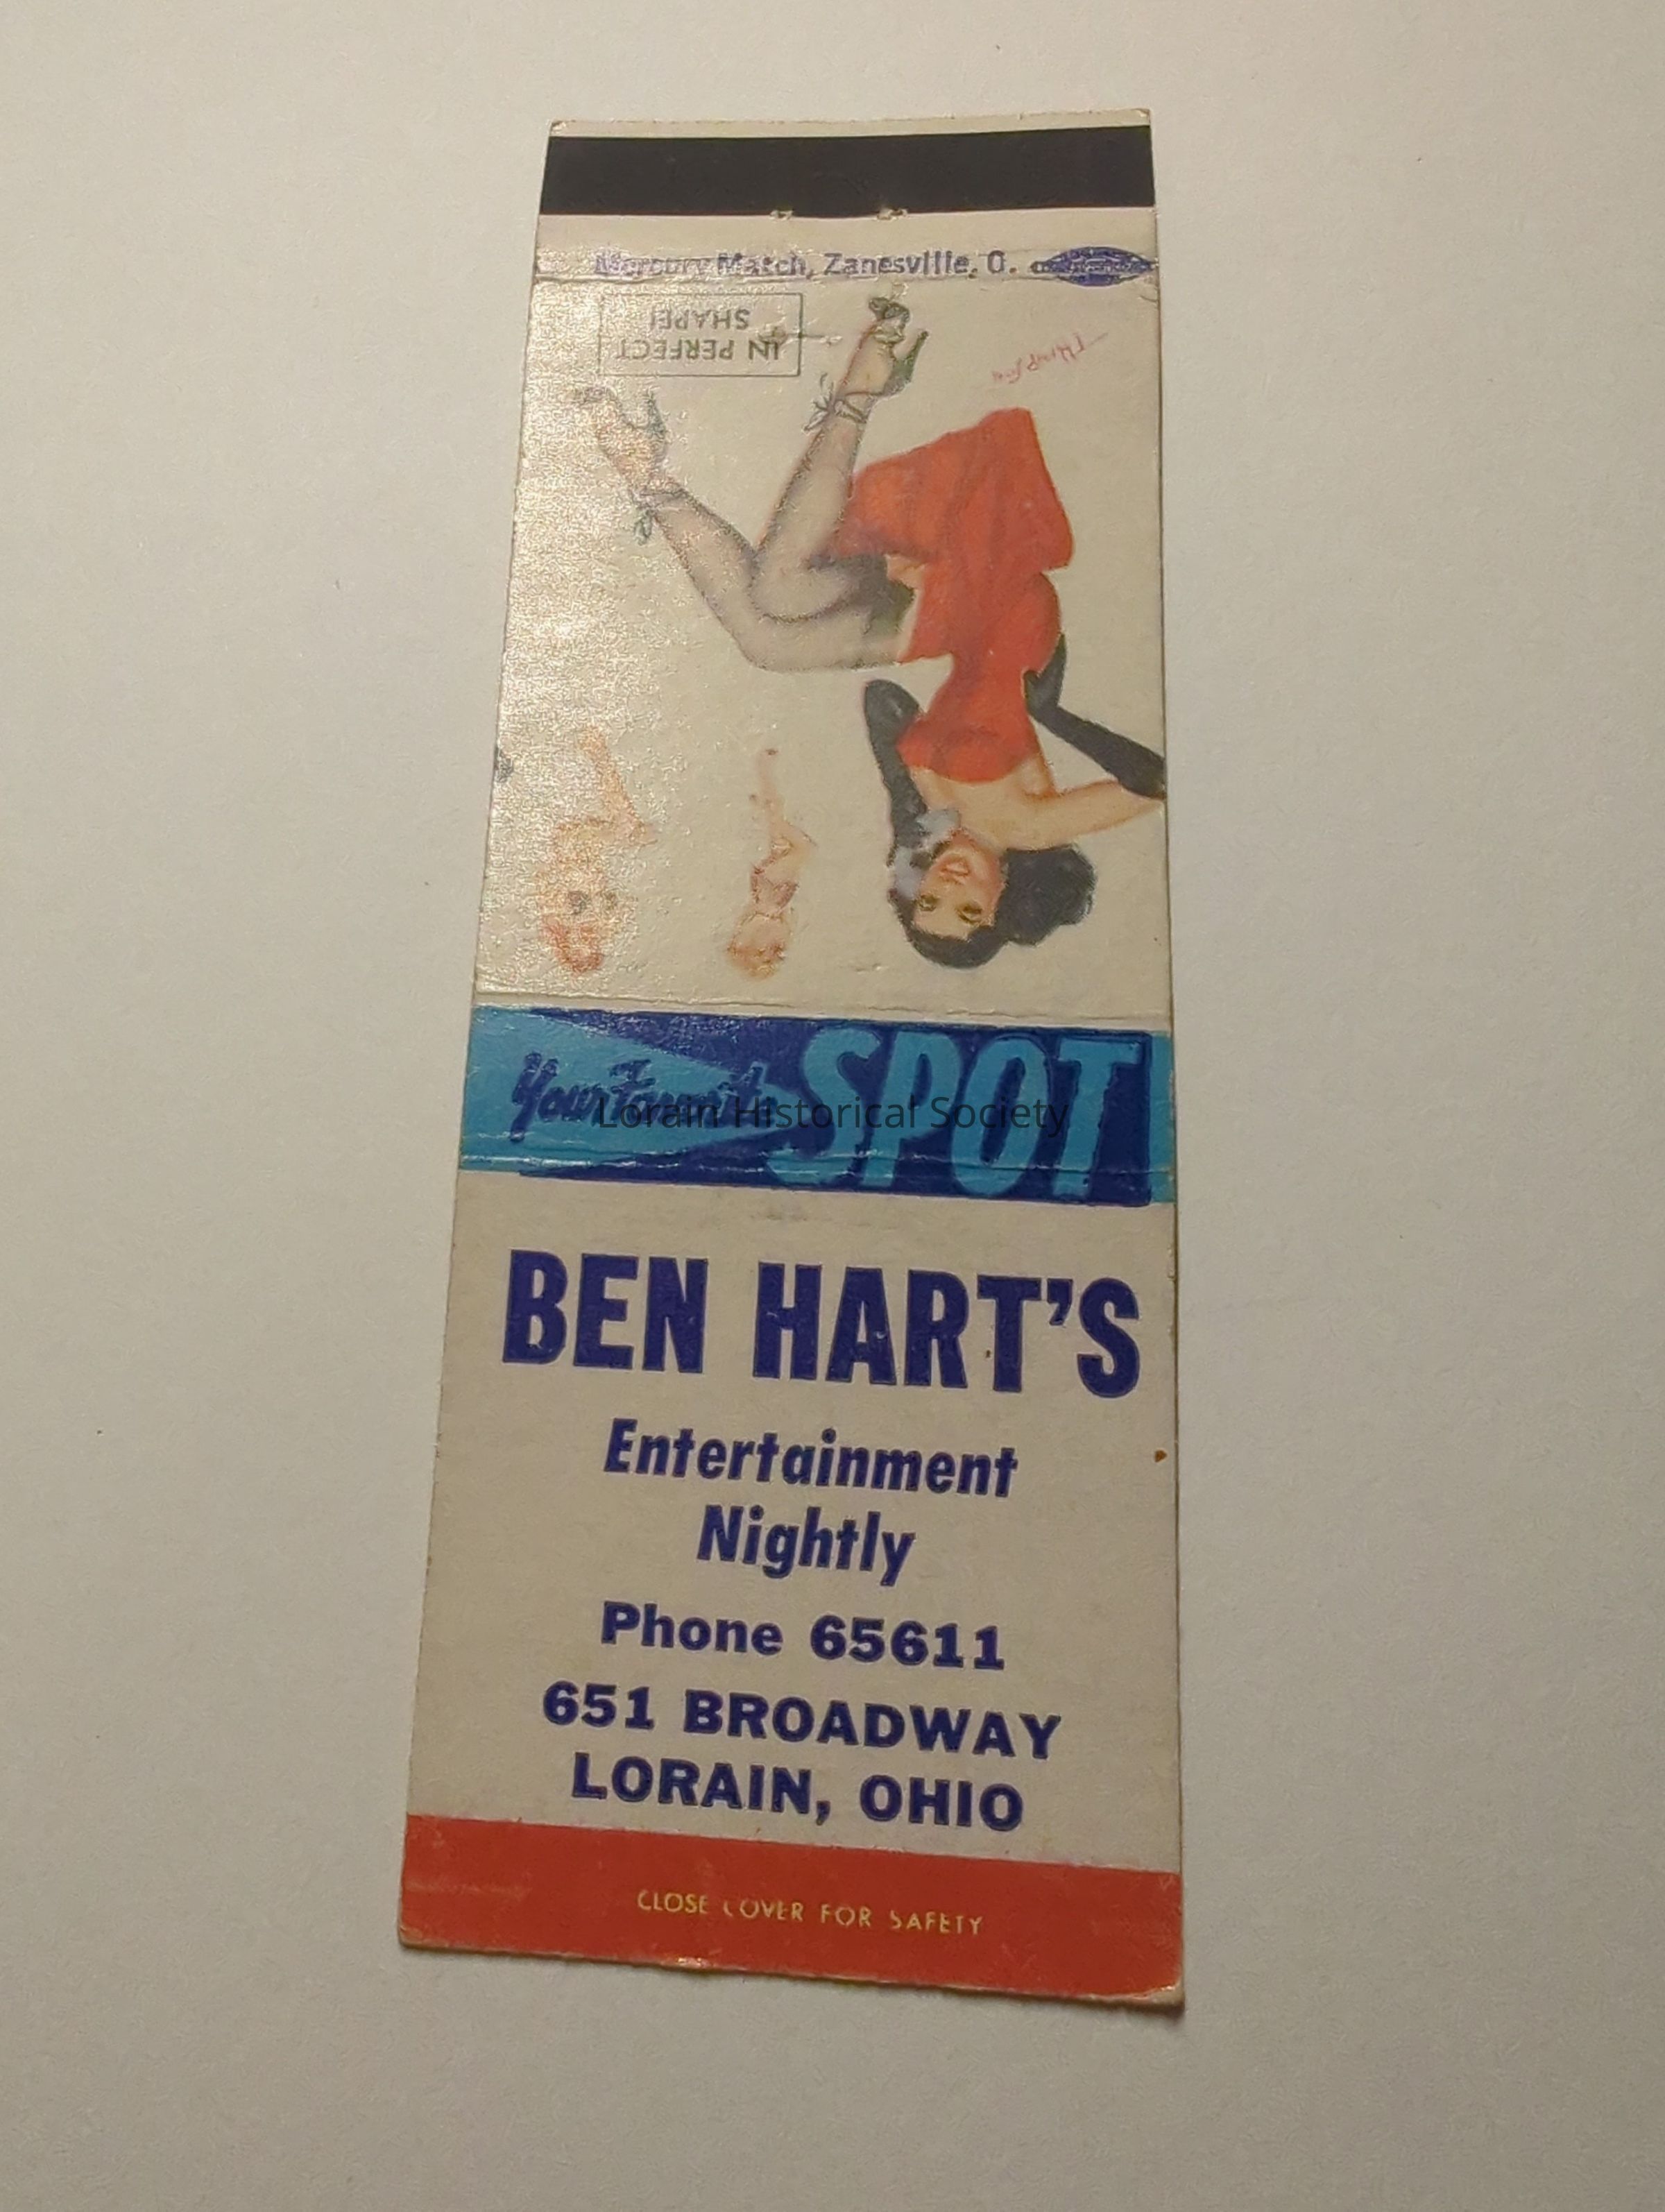 Mercury Match, Zanesville, O.
IN PERFECT
SHAPE!
Your Favorite SPOT
Lorain Historical Society
BEN HART'S
Entertainment
Nightly
Phone 65611
651 BROADWAY
LORAIN, OHIO
CLOSE COVER FOR SAFETY